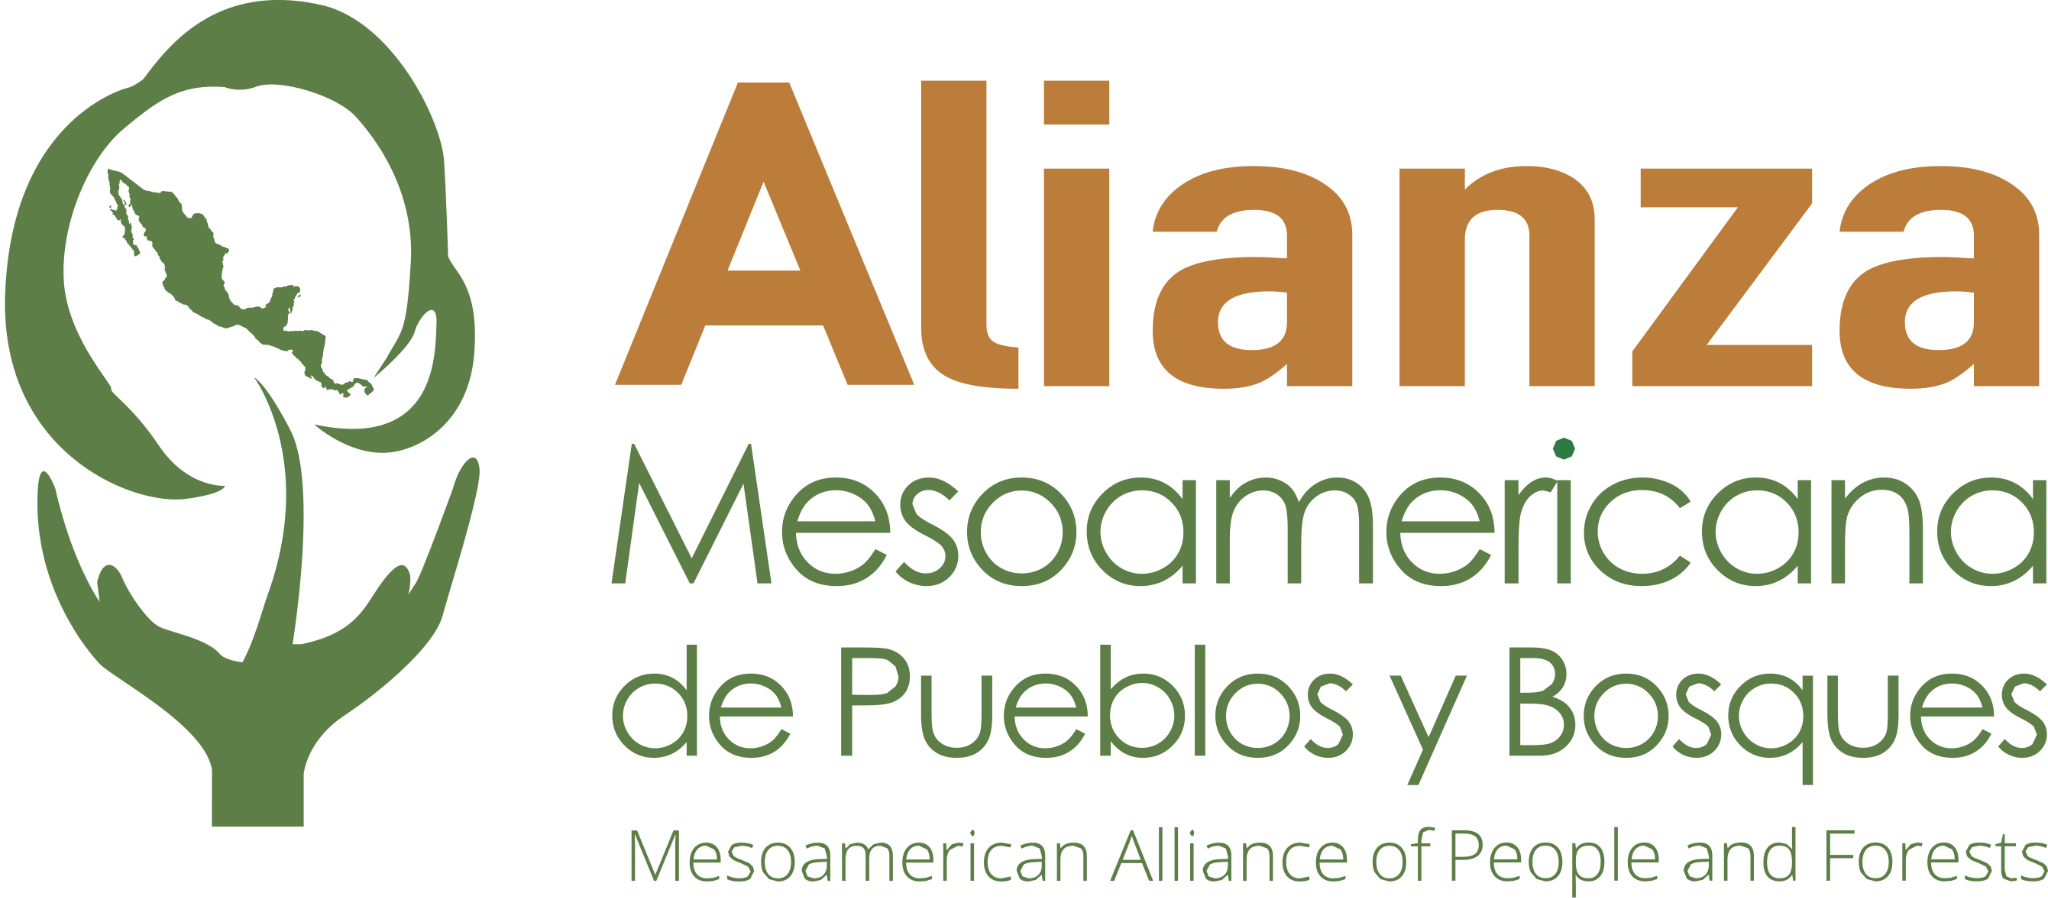 Alianza
Mesoamericana
de Pueblos y Bosques
Mesoamerican Alliance of People and Forests